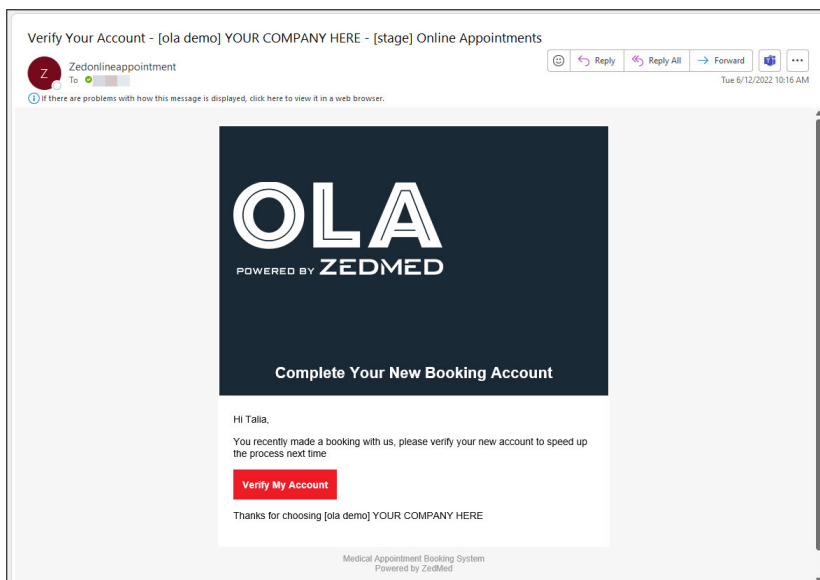 Verify Your Account - [ola demo] YOUR COMPANY HERE - [stage] Online Appointments
Z
Zedonlineappointment
To
Reply
Reply All
Forward
Tue 6/12/2022 10:16 AM
If there are problems with how this message is displayed, click here to view it in a web browser.
OLA
POWERED BY ZEDMED
Complete Your New Booking Account
Hi Talia,
You recently made a booking with us, please verify your new account to speed up
the process next time
Verify My Account
Thanks for choosing [ola demo] YOUR COMPANY HERE
Medical Appointment Booking System
Powered by ZedMed